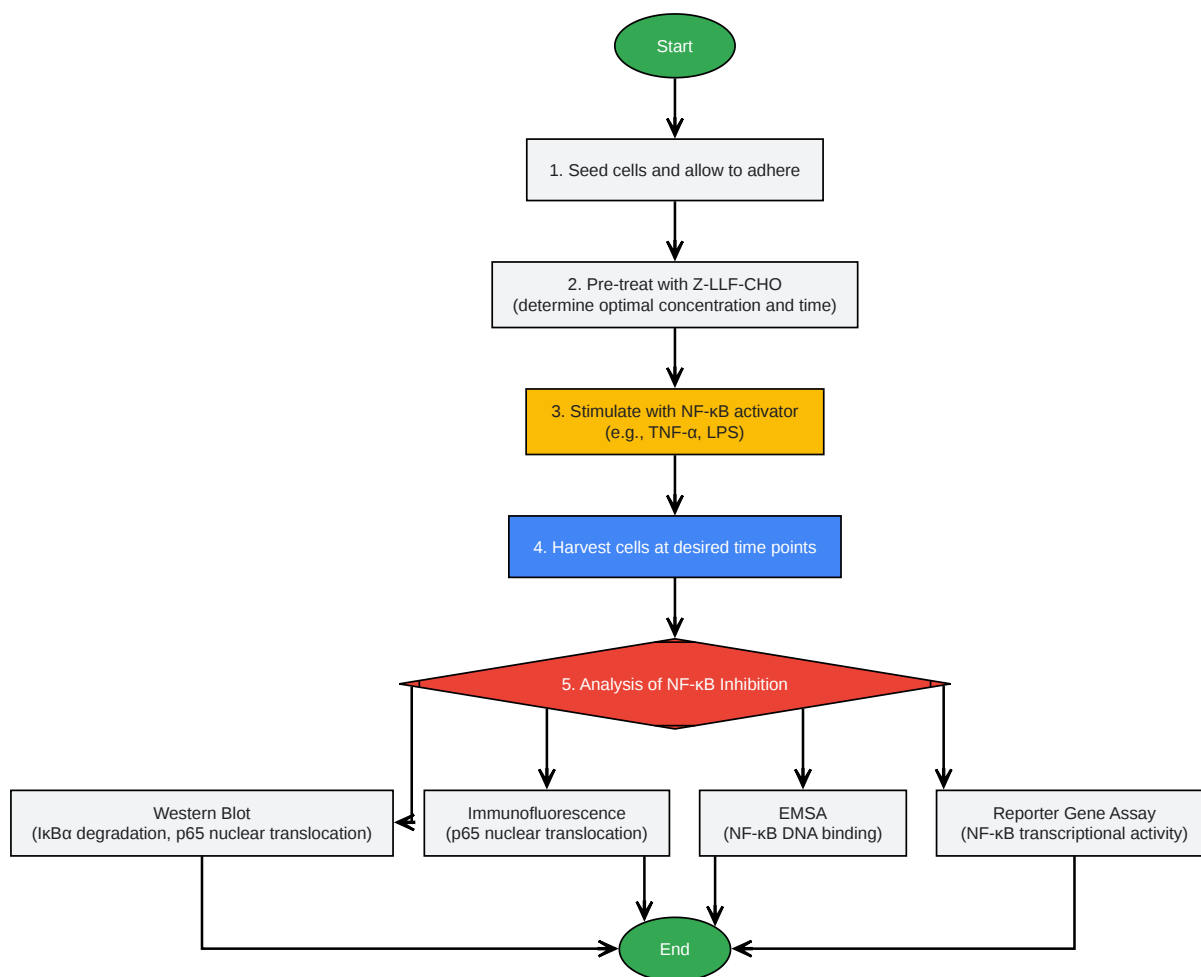 Start
1. Seed cells and allow to adhere
2. Pre-treat with Z-LLF-CHO
(determine optimal concentration and time)
3. Stimulate with NF-κB activator
(e.g., TNF-α, LPS)
4. Harvest cells at desired time points
5. Analysis of NF-κB Inhibition
Western Blot
(IκBα degradation, p65 nuclear translocation)
Immunofluorescence
(p65 nuclear translocation)
EMSA
(NF-κB DNA binding)
Reporter Gene Assay
(NF-κB transcriptional activity)
End